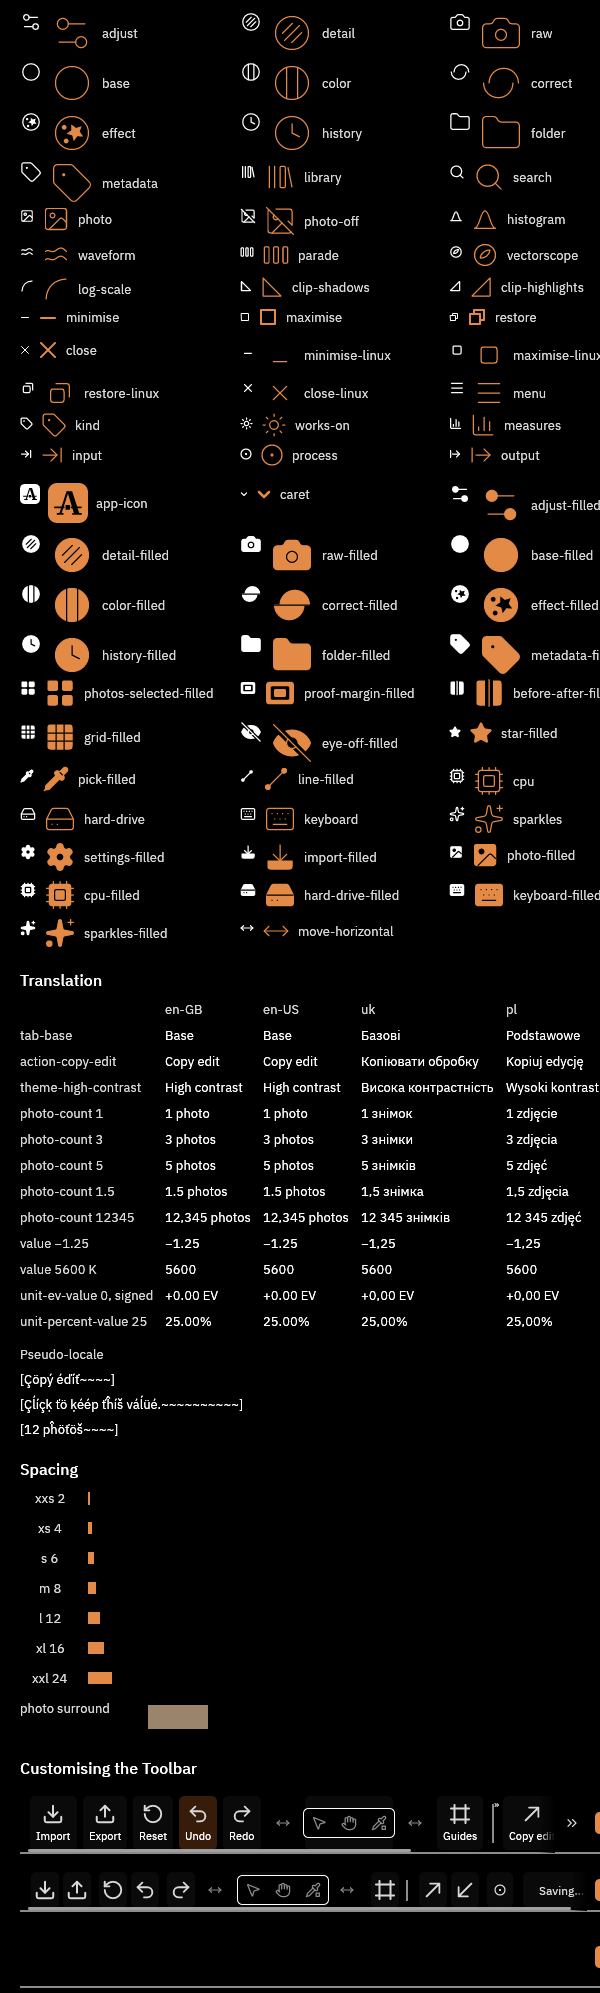 adjust detail raw
base color correct
effect history folder
metadata library search
photo photo-off histogram
waveform parade vectorscope
log-scale clip-shadows clip-highlights
minimise maximise restore
close minimise-linux maximise-linux
restore-linux close-linux menu
kind works-on measures
input process output
A app-icon caret adjust-filled
detail-filled raw-filled base-filled
color-filled correct-filled effect-filled
history-filled folder-filled metadata-fi
photos-selected-filled proof-margin-filled before-after-fil
grid-filled eye-off-filled star-filled
pick-filled line-filled cpu
hard-drive keyboard sparkles
settings-filled import-filled photo-filled
cpu-filled hard-drive-filled keyboard-filled
sparkles-filled move-horizontal
Translation
en-GB en-US uk pl
tab-base Base Base Базові Podstawowe
action-copy-edit Copy edit Copy edit Копіювати обробку Kopiuj edycję
theme-high-contrast High contrast High contrast Висока контрастність Wysoki kontrast
photo-count 1 1 photo 1 photo 1 знімок 1 zdjęcie
photo-count 3 3 photos 3 photos 3 знімки 3 zdjęcia
photo-count 5 5 photos 5 photos 5 знімків 5 zdjęć
photo-count 1.5 1.5 photos 1.5 photos 1,5 знімка 1,5 zdjęcia
photo-count 12345 12,345 photos 12,345 photos 12 345 знімків 12 345 zdjęć
value −1.25 −1.25 −1.25 −1,25 −1,25
value 5600 K 5600 5600 5600 5600
unit-ev-value 0, signed +0.00 EV +0.00 EV +0,00 EV +0,00 EV
unit-percent-value 25 25.00% 25.00% 25,00% 25,00%
Pseudo-locale
[Çöpý éďíť~~~~]
[Çĺíçķ ťö ķéép ťĥíš váĺüé.~~~~~~~~~~]
[12 pĥöťöš~~~~]
Spacing
xxs 2
xs 4
s 6
m 8
l 12
xl 16
xxl 24
photo surround
Customising the Toolbar
Import Export Reset Undo Redo Guides Copy edit
Saving...